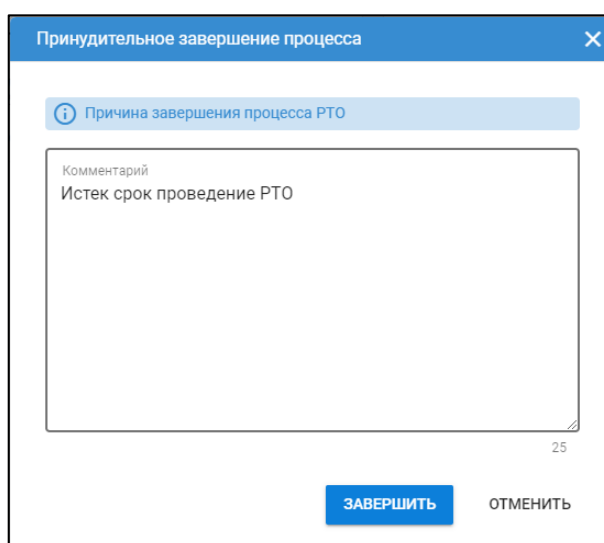 Принудительное завершение процесса
Причина завершения процесса РТО
Комментарий
Истек срок проведение РТО
25
ЗАВЕРШИТЬ ОТМЕНИТЬ